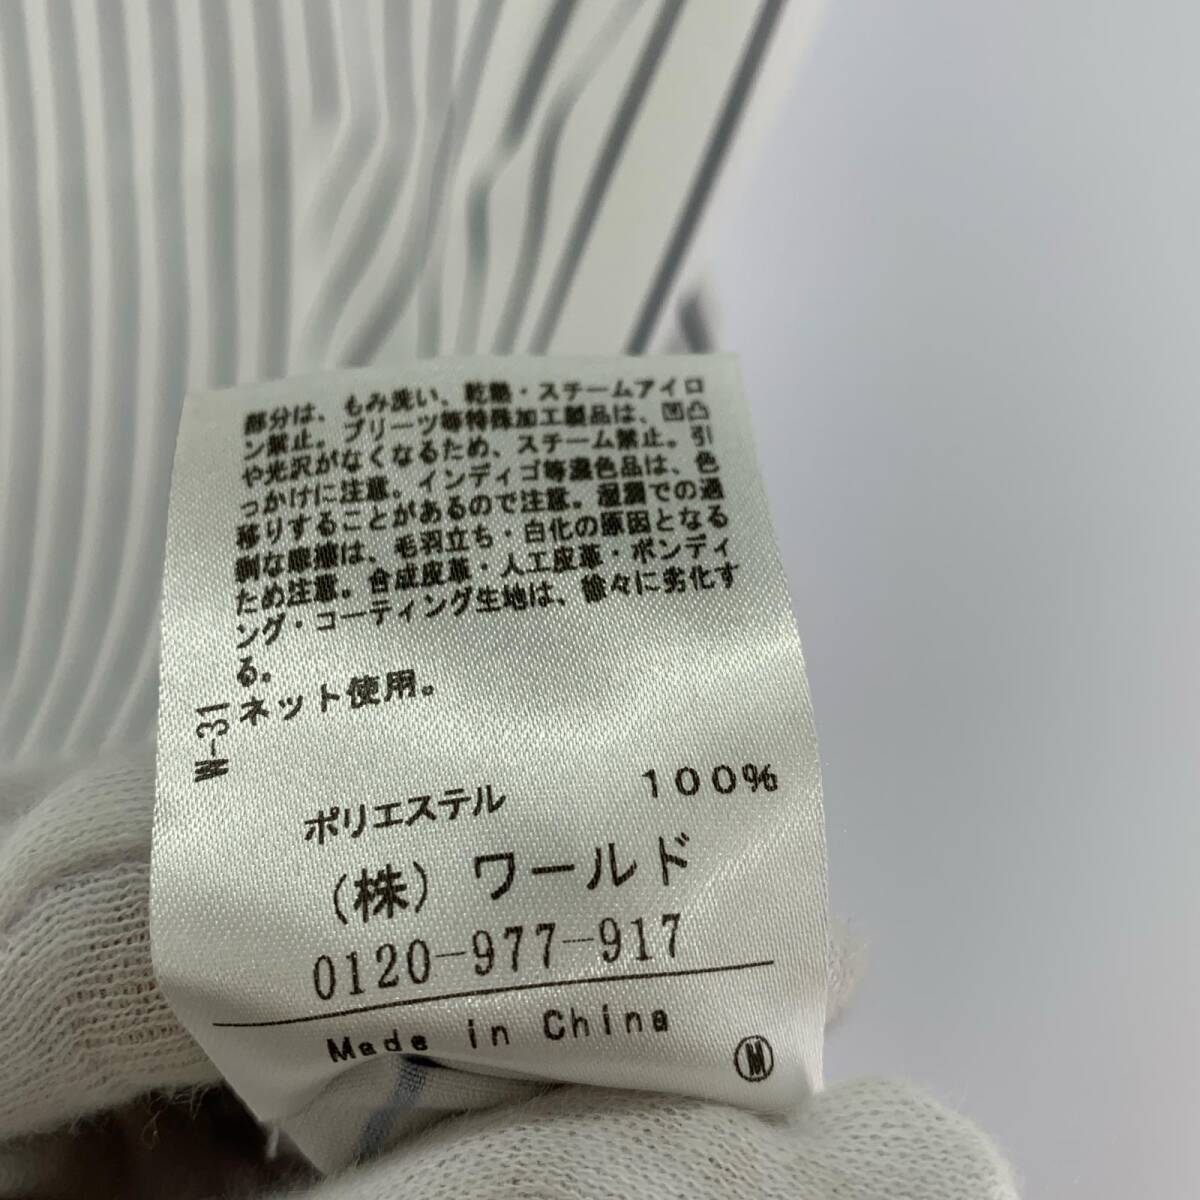 部分は、もみ洗い、乾熱・スチームアイロ
ン禁止。プリーツ等特殊加工製品は、凹凸
や光沢がなくなるため、スチーム禁止。引
っかけに注意。インディゴ等濃色品は、色
移りすることがあるので注意。湿潤での過
剰な摩擦は、毛羽立ち・白化の原因となる
ため注意。合成皮革・人工皮革・ボンディ
ング・コーティング生地は、徐々に劣化す
る。
ネット使用。
W-31
ポリエステル 100%
(株) ワールド
0120-977-917
Made in China
M